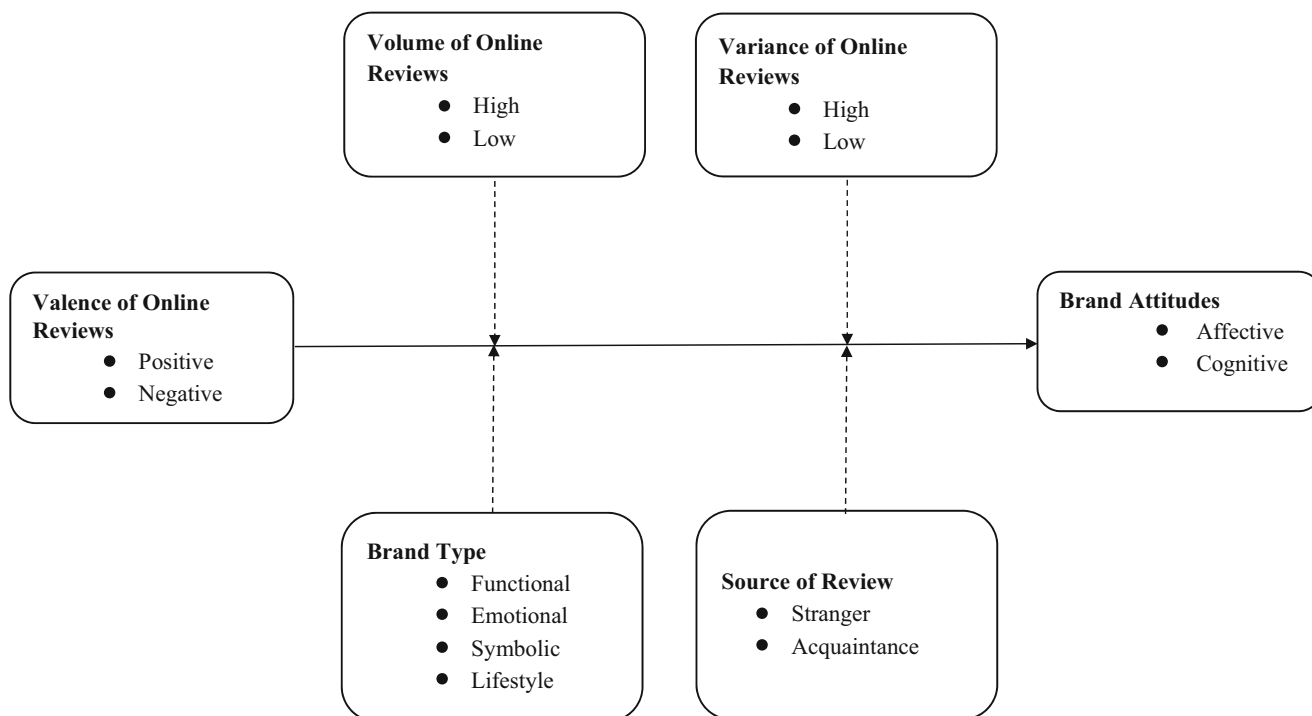 Volume of Online
Reviews
● High
● Low
Variance of Online
Reviews
● High
● Low
Valence of Online
Reviews
● Positive
● Negative
Brand Attitudes
● Affective
● Cognitive
Brand Type
● Functional
● Emotional
● Symbolic
● Lifestyle
Source of Review
● Stranger
● Acquaintance